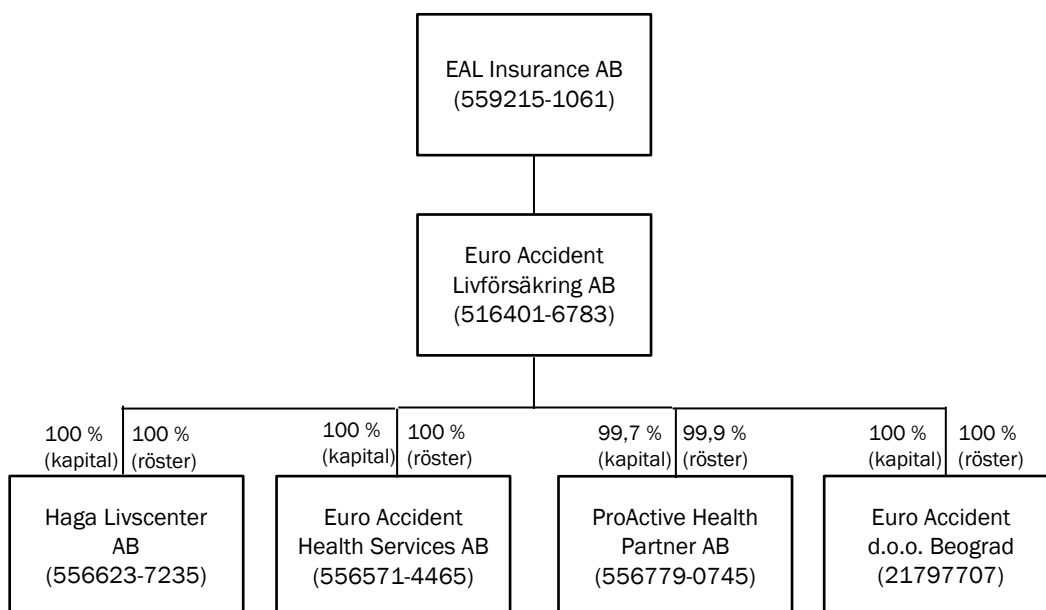 EAL Insurance AB
(559215-1061)
Euro Accident
Livförsäkring AB
(516401-6783)
100 %
(kapital)
100 %
(röster)
100 %
(kapital)
100 %
(röster)
99,7 %
(kapital)
99,9 %
(röster)
100 %
(kapital)
100 %
(röster)
Haga Livscenter
AB
(556623-7235)
Euro Accident
Health Services AB
(556571-4465)
ProActive Health
Partner AB
(556779-0745)
Euro Accident
d.o.o. Beograd
(21797707)